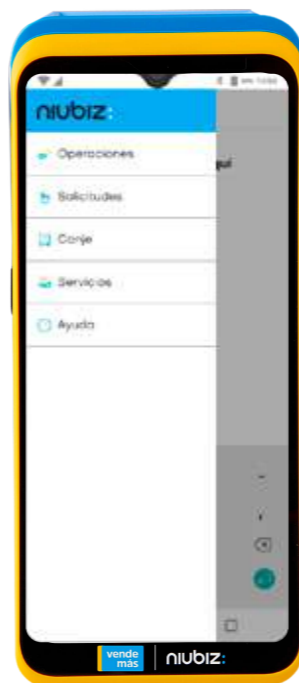 niubiz:
Operaciones
Solicitudes
Canje
Servicios
Ayuda
vende
más
niubiz: